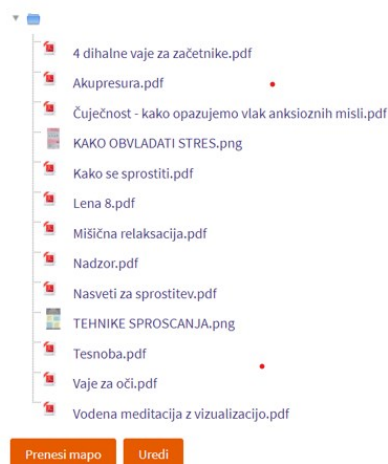 4 dihalne vaje za začetnike.pdf
Akupresura.pdf
Čuječnost - kako opazujemo vlak anksioznih misli.pdf
KAKO OBVLADATI STRES.png
Kako se sprostiti.pdf
Lena 8.pdf
Mišična relaksacija.pdf
Nadzor.pdf
Nasveti za sprostitev.pdf
TEHNIKE SPROSCANJA.png
Tesnoba.pdf
Vaje za oči.pdf
Vodena meditacija z vizualizacijo.pdf
Prenesi mapo Uredi